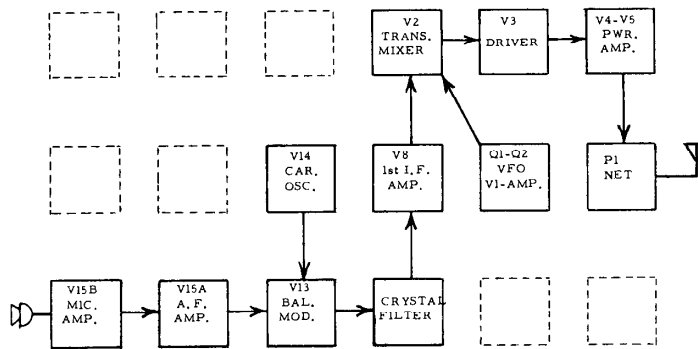 V2
TRANS.
MIXER
V3
DRIVER
V4-V5
PWR.
AMP.
V14
CAR.
OSC.
V8
1st I.F.
AMP.
Q1-Q2
VFO
V1-AMP.
P1
NET
V15B
MIC.
AMP.
V15A
A.F.
AMP.
V13
BAL.
MOD.
CRYSTAL
FILTER